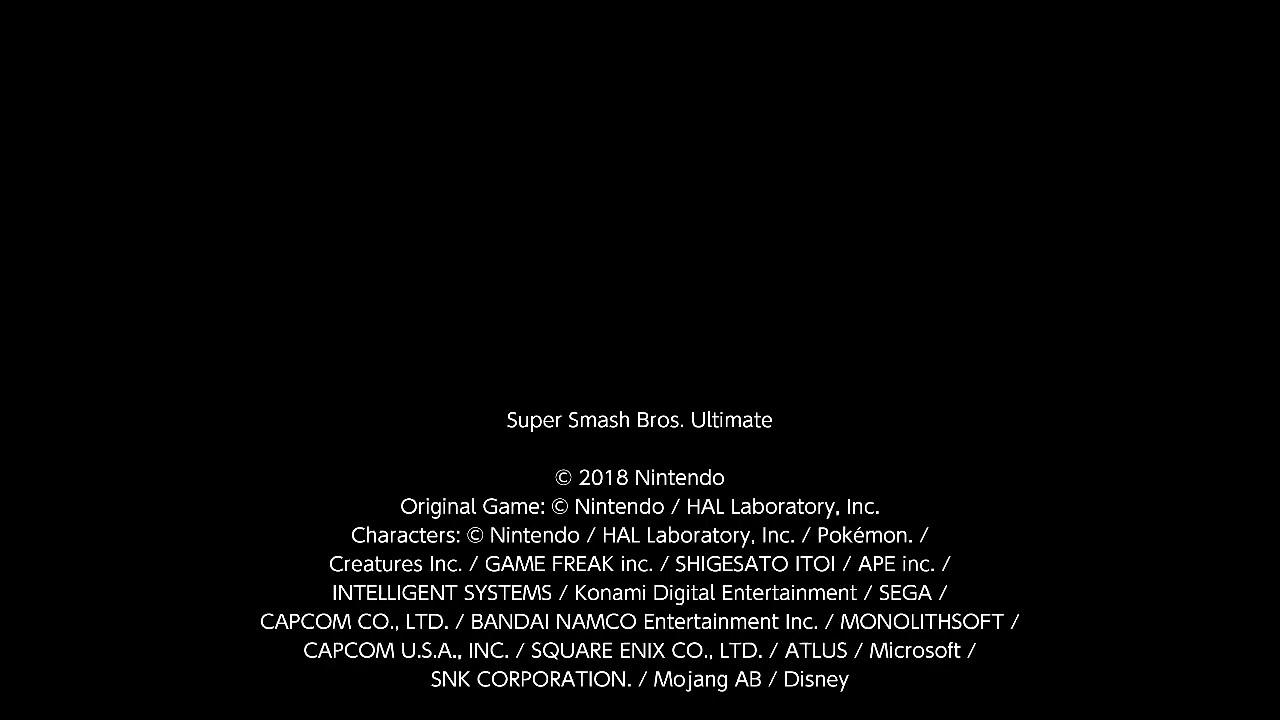 Super Smash Bros. Ultimate
© 2018 Nintendo
Original Game: © Nintendo / HAL Laboratory, Inc.
Characters: © Nintendo / HAL Laboratory, Inc. / Pokémon. /
Creatures Inc. / GAME FREAK inc. / SHIGESATO ITOI / APE inc. /
INTELLIGENT SYSTEMS / Konami Digital Entertainment / SEGA /
CAPCOM CO., LTD. / BANDAI NAMCO Entertainment Inc. / MONOLITHSOFT /
CAPCOM U.S.A., INC. / SQUARE ENIX CO., LTD. / ATLUS / Microsoft /
SNK CORPORATION. / Mojang AB / Disney